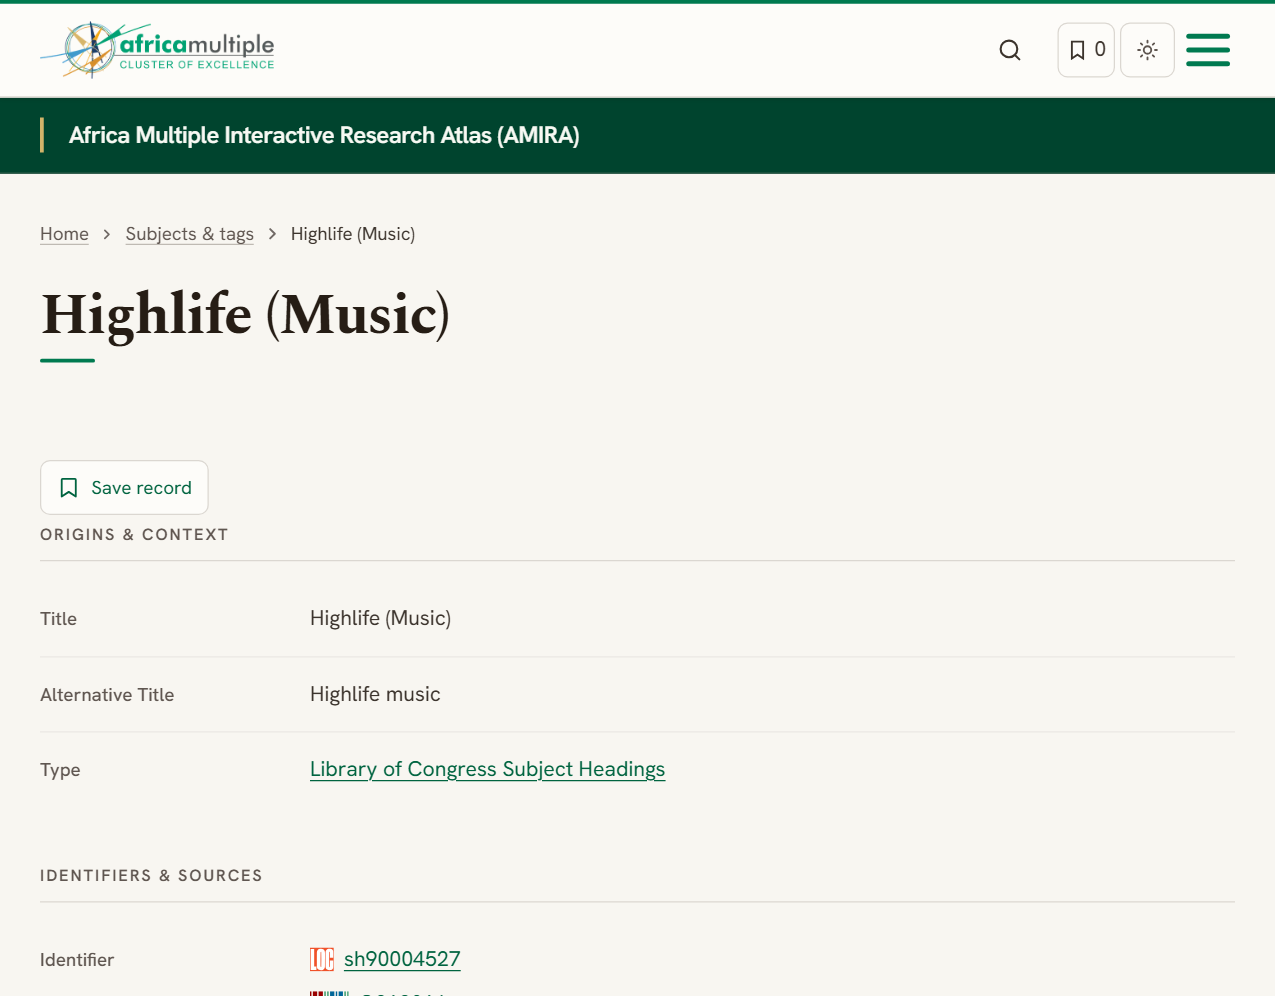 africamultiple
CLUSTER OF EXCELLENCE
0
Africa Multiple Interactive Research Atlas (AMIRA)
Home > Subjects & tags > Highlife (Music)
Highlife (Music)
Save record
ORIGINS & CONTEXT
Title Highlife (Music)
Alternative Title Highlife music
Type Library of Congress Subject Headings
IDENTIFIERS & SOURCES
Identifier LOC sh90004527